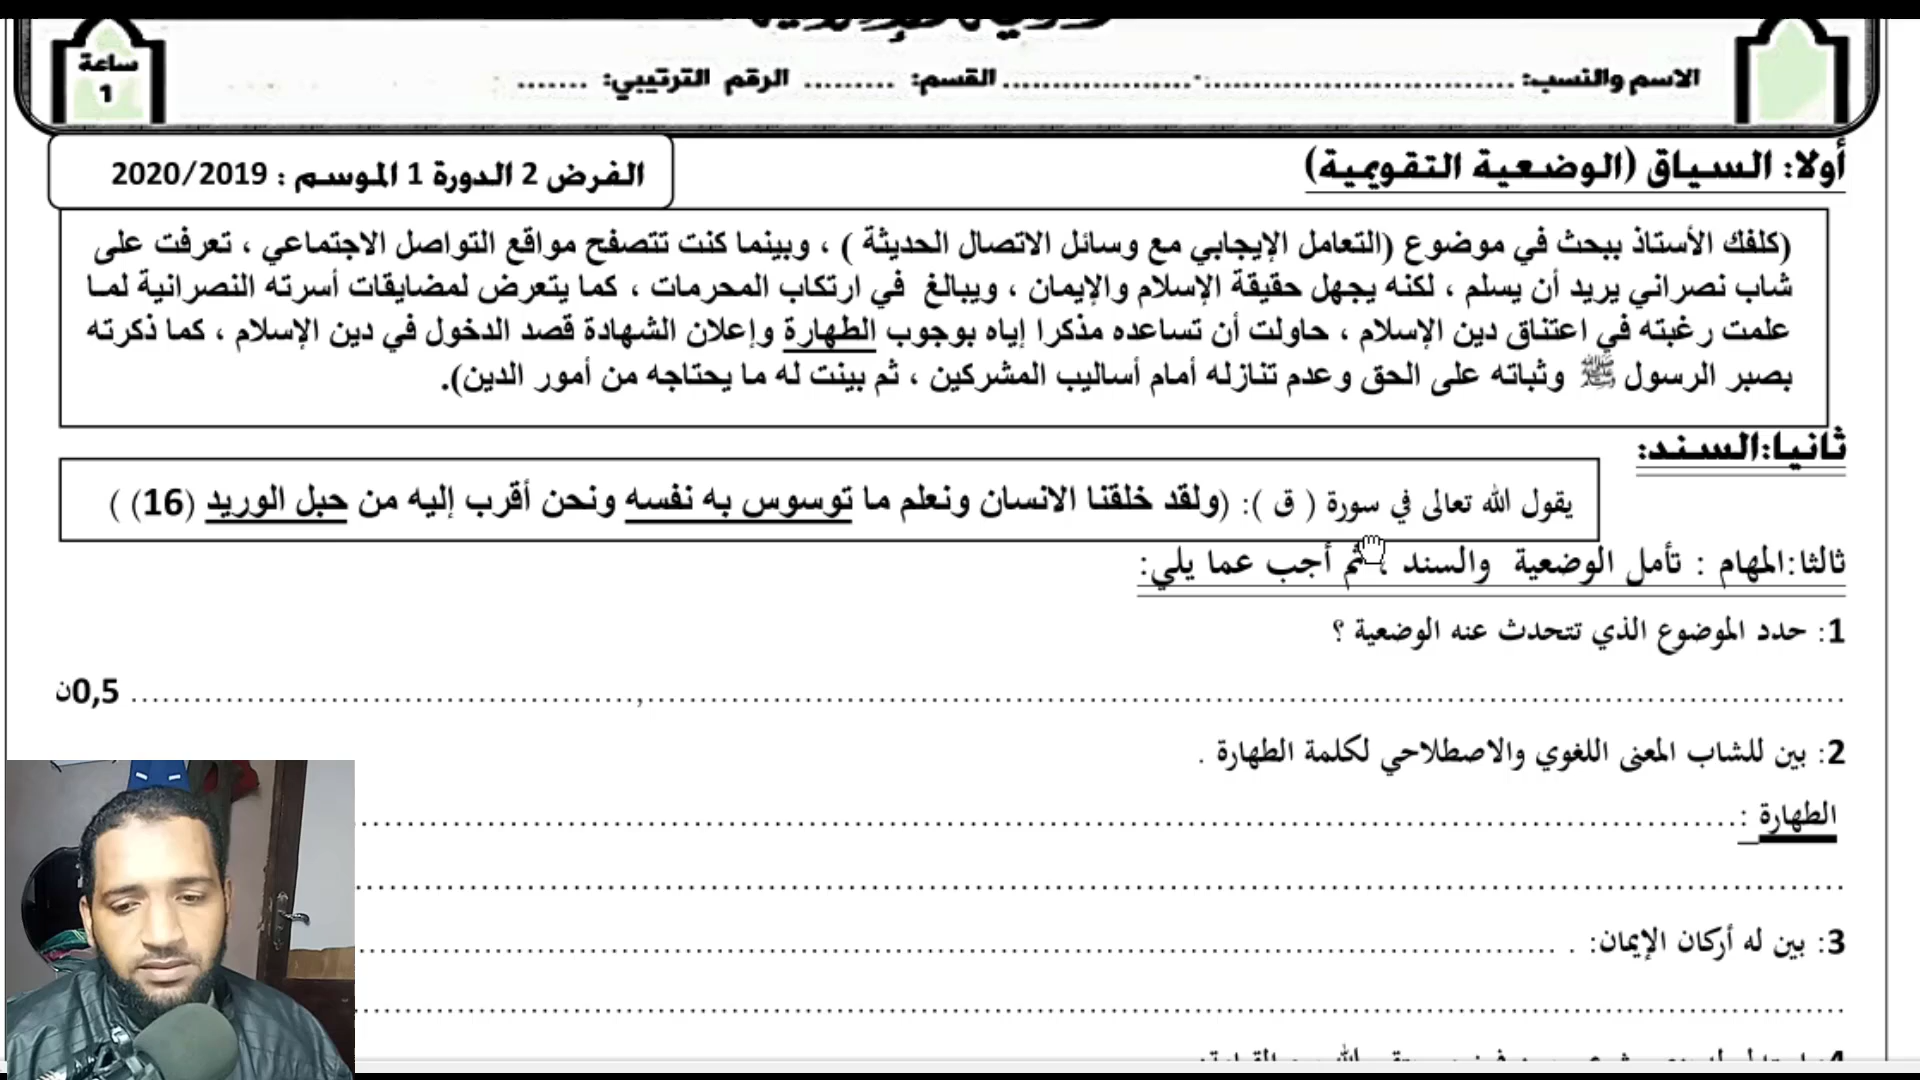 ساعة
1
الاسم والنسب: ........................................ القسم: ......... الرقم الترتيبي: .......
أولا: السياق (الوضعية التقويمية)
الفرض 2 الدورة 1 الموسم : 2020/2019
(كلفك الأستاذ ببحث في موضوع (التعامل الإيجابي مع وسائل الاتصال الحديثة ) ، وبينما كنت تتصفح مواقع التواصل الاجتماعي ، تعرفت على
شاب نصراني يريد أن يسلم ، لكنه يجهل حقيقة الإسلام والإيمان ، ويبالغ في ارتكاب المحرمات ، كما يتعرض لمضايقات أسرته النصرانية لما
علمت رغبته في اعتناق دين الإسلام ، حاولت أن تساعده مذكرا إياه بوجوب الطهارة وإعلان الشهادة قصد الدخول في دين الإسلام ، كما ذكرته
بصبر الرسول ﷺ وثباته على الحق وعدم تنازله أمام أساليب المشركين ، ثم بينت له ما يحتاجه من أمور الدين).
ثانيا:السند:
يقول الله تعالى في سورة ( ق ): (ولقد خلقنا الانسان ونعلم ما توسوس به نفسه ونحن أقرب إليه من حبل الوريد (16) )
ثالثا:المهام : تأمل الوضعية والسند ، ثم أجب عما يلي:
1: حدد الموضوع الذي تتحدث عنه الوضعية ؟
........................................ 0,5ن
2: بين للشاب المعنى اللغوي والاصطلاحي لكلمة الطهارة .
الطهارة :........................................
........................................
3: بين له أركان الإيمان: . ........................................
........................................